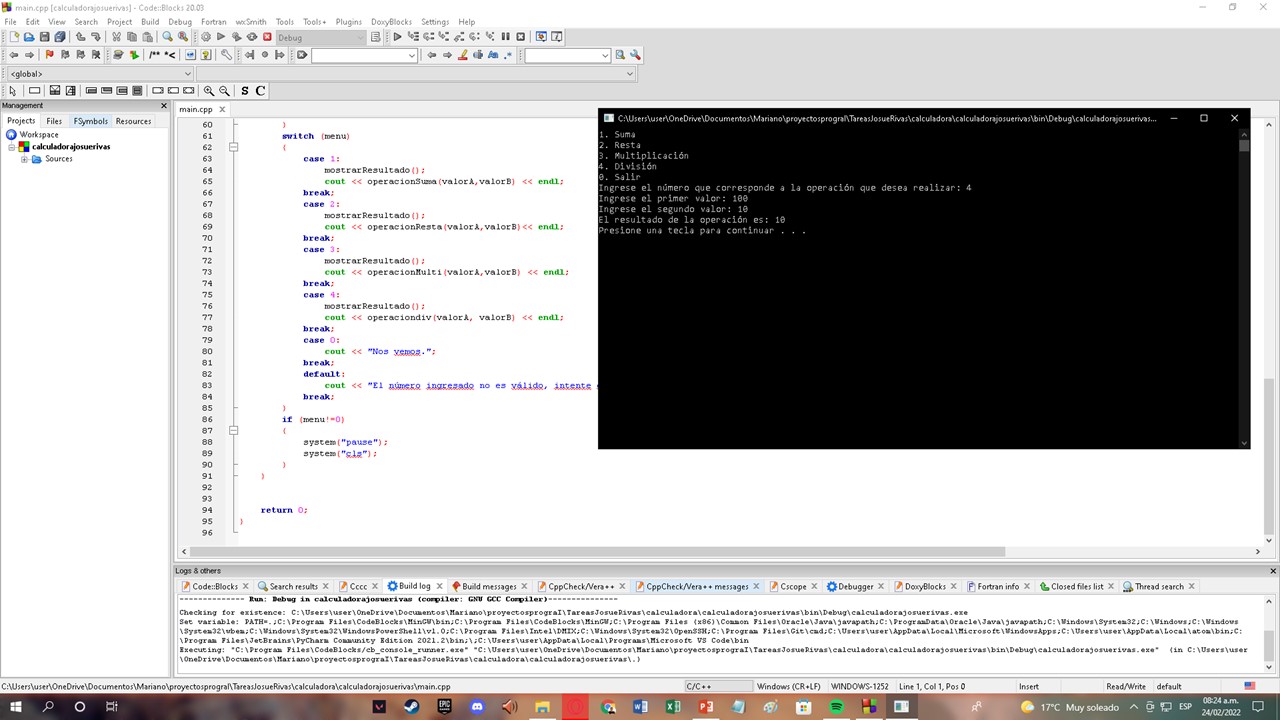 main.cpp [calculadorajosuerivas] - Code::Blocks 20.03
File Edit View Search Project Build Debug Fortran wxSmith Tools Tools+ Plugins DoxyBlocks Settings Help
Debug
/** *<
<global>
S C
Management
Projects Files FSymbols Resources
Workspace
calculadorajosuerivas
Sources
main.cpp
60 }
61 switch (menu)
62 {
63 case 1:
64 mostrarResultado();
65 cout << operacionSuma(valorA,valorB) << endl;
66 break;
67 case 2:
68 mostrarResultado();
69 cout << operacionResta (valorA,valorB)<< endl;
70 break;
71 case 3:
72 mostrarResultado();
73 cout << operacionMulti (valorA,valorB) << endl;
74 break;
75 case 4:
76 mostrarResultado();
77 cout << operaciondiv(valorA, valorB) << endl;
78 break;
79 case 0:
80 cout << "Nos vemos.";
81 break;
82 default:
83 cout << "El número ingresado no es válido, intente
84 break;
85 }
86 if (menu!=0)
87 {
88 system("pause");
89 system("cls");
90 }
91 }
92
93
94 return 0;
95 }
96
C:\Users\user\OneDrive\Documentos\Mariano\proyectosprograI\TareasJosueRivas\calculadora\calculadorajosuerivas\bin\Debug\calculadorajosuerivas...
1. Suma
2. Resta
3. Multiplicación
4. División
0. Salir
Ingrese el número que corresponde a la operación que desea realizar: 4
Ingrese el primer valor: 100
Ingrese el segundo valor: 10
El resultado de la operación es: 10
Presione una tecla para continuar . . .
Logs & others
Code::Blocks Search results Cccc Build log Build messages CppCheck/Vera++ CppCheck/Vera++ messages Cscope Debugger DoxyBlocks Fortran info Closed files list Thread search
-------------- Run: Debug in calculadorajosuerivas (compiler: GNU GCC Compiler)---------------
Checking for existence: C:\Users\user\OneDrive\Documentos\Mariano\proyectosprograI\TareasJosueRivas\calculadora\calculadorajosuerivas\bin\Debug\calculadorajosuerivas.exe
Set variable: PATH=.;C:\Program Files\CodeBlocks\MinGW\bin;C:\Program Files\CodeBlocks\MinGW;C:\Program Files (x86)\Common Files\Oracle\Java\javapath;C:\ProgramData\Oracle\Java\javapath;C:\Windows\System32;C:\Windows;C:\Windows
\System32\wbem;C:\Windows\System32\WindowsPowerShell\v1.0;C:\Program Files\Intel\DMIX;C:\Windows\System32\OpenSSH;C:\Program Files\Git\cmd;C:\Users\user\AppData\Local\Microsoft\WindowsApps;C:\Users\user\AppData\Local\atom\bin;C:
\Program Files\JetBrains\PyCharm Community Edition 2021.2\bin;\;C:\Users\user\AppData\Local\Programs\Microsoft VS Code\bin
Executing: "C:\Program Files\CodeBlocks/cb_console_runner.exe" "C:\Users\user\OneDrive\Documentos\Mariano\proyectosprograI\TareasJosueRivas\calculadora\calculadorajosuerivas\bin\Debug\calculadorajosuerivas.exe" (in C:\Users\user
\OneDrive\Documentos\Mariano\proyectosprograI\TareasJosueRivas\calculadora\calculadorajosuerivas\.)
C:\Users\user\OneDrive\Documentos\Mariano\proyectosprograI\TareasJosueRivas\calculadora\calculadorajosuerivas\main.cpp C/C++ Windows (CR+LF) WINDOWS-1252 Line 1, Col 1, Pos 0 Insert Read/Write default
17°C Muy soleado ESP 08:24 a.m.
24/02/2022